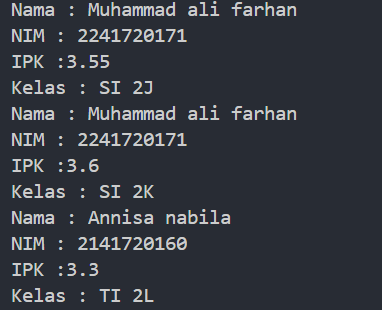 Nama : Muhammad ali farhan
NIM : 2241720171
IPK :3.55
Kelas : SI 2J
Nama : Muhammad ali farhan
NIM : 2241720171
IPK :3.6
Kelas : SI 2K
Nama : Annisa nabila
NIM : 2141720160
IPK :3.3
Kelas : TI 2L